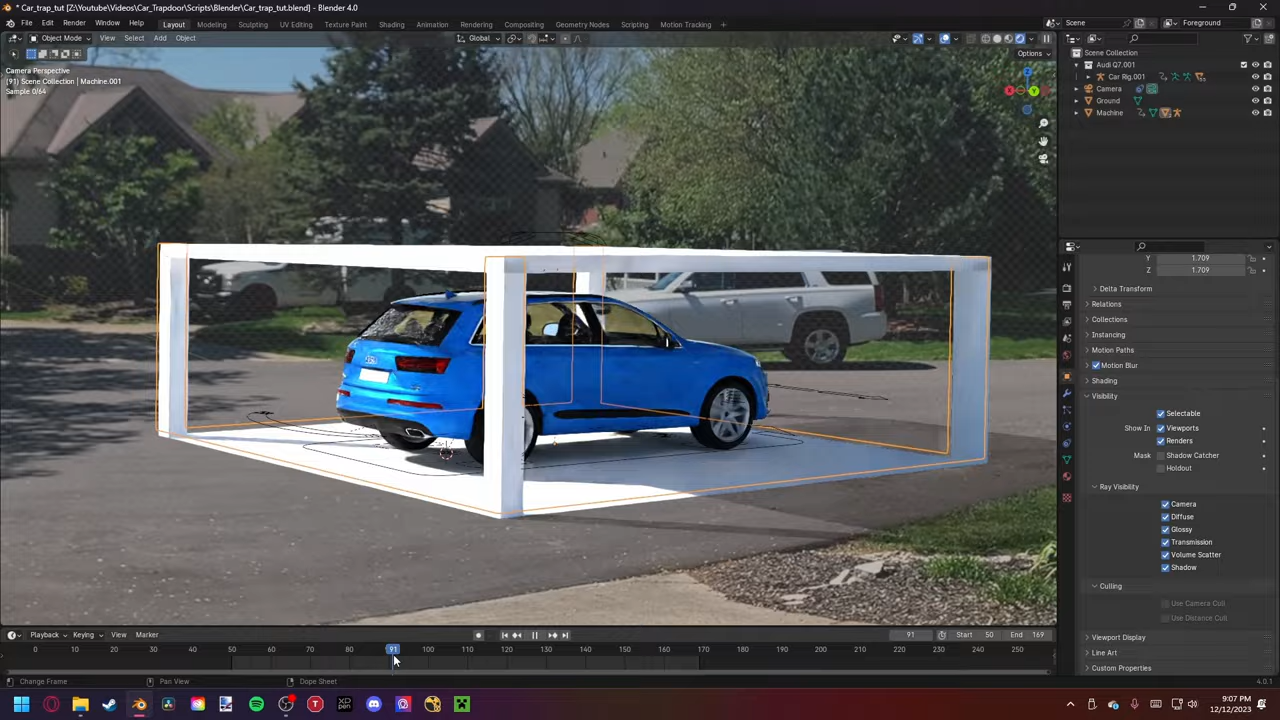 * Car_trap_tut [Z:\Youtube\Videos\Car_Trapdoor\Scripts\Blender\Car_trap_tut.blend] - Blender 4.0
File Edit Render Window Help Layout Modeling Sculpting UV Editing Texture Paint Shading Animation Rendering Compositing Geometry Nodes Scripting Motion Tracking Scene Foreground
Object Mode View Select Add Object Global
Options
Camera Perspective
(91) Scene Collection | Machine.001
Sample 0/64
Z
X
Y
Scene Collection
Audi Q7.001
Car Rig.001
Camera
Ground
Machine
Y 1.709
Z 1.709
Delta Transform
Relations
Collections
Instancing
Motion Paths
Motion Blur
Shading
Visibility
Selectable
Show In Viewports
Renders
Mask Shadow Catcher
Holdout
Ray Visibility
Camera
Diffuse
Glossy
Transmission
Volume Scatter
Shadow
Culling
Use Camera Cull
Use Distance Cull
Viewport Display
Line Art
Custom Properties
Playback Keying View Marker 91 Start 50 End 169
0 10 20 30 40 50 60 70 80 91 100 110 120 130 140 150 160 170 180 190 200 210 220 230 240 250
Change Frame Pan View Dope Sheet 4.0.1
9:07 PM
12/12/2023